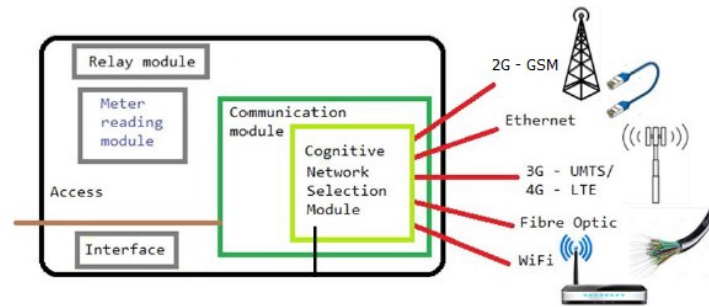 Relay module
Meter
reading
module
Access
Interface
Communication
module
Cognitive
Network
Selection
Module
2G - GSM
Ethernet
3G - UMTS/
4G - LTE
Fibre Optic
WiFi